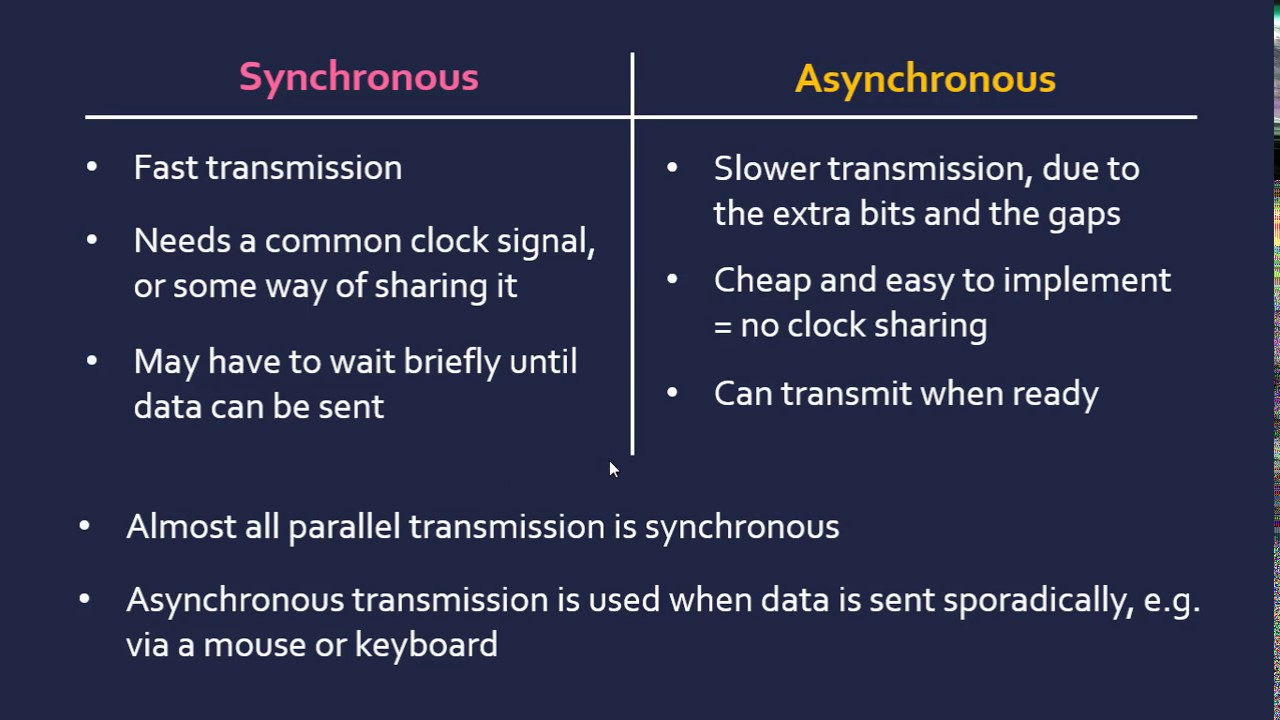 Synchronous
• Fast transmission
• Needs a common clock signal,
or some way of sharing it
• May have to wait briefly until
data can be sent
Asynchronous
• Slower transmission, due to
the extra bits and the gaps
• Cheap and easy to implement
= no clock sharing
• Can transmit when ready
• Almost all parallel transmission is synchronous
• Asynchronous transmission is used when data is sent sporadically, e.g.
via a mouse or keyboard